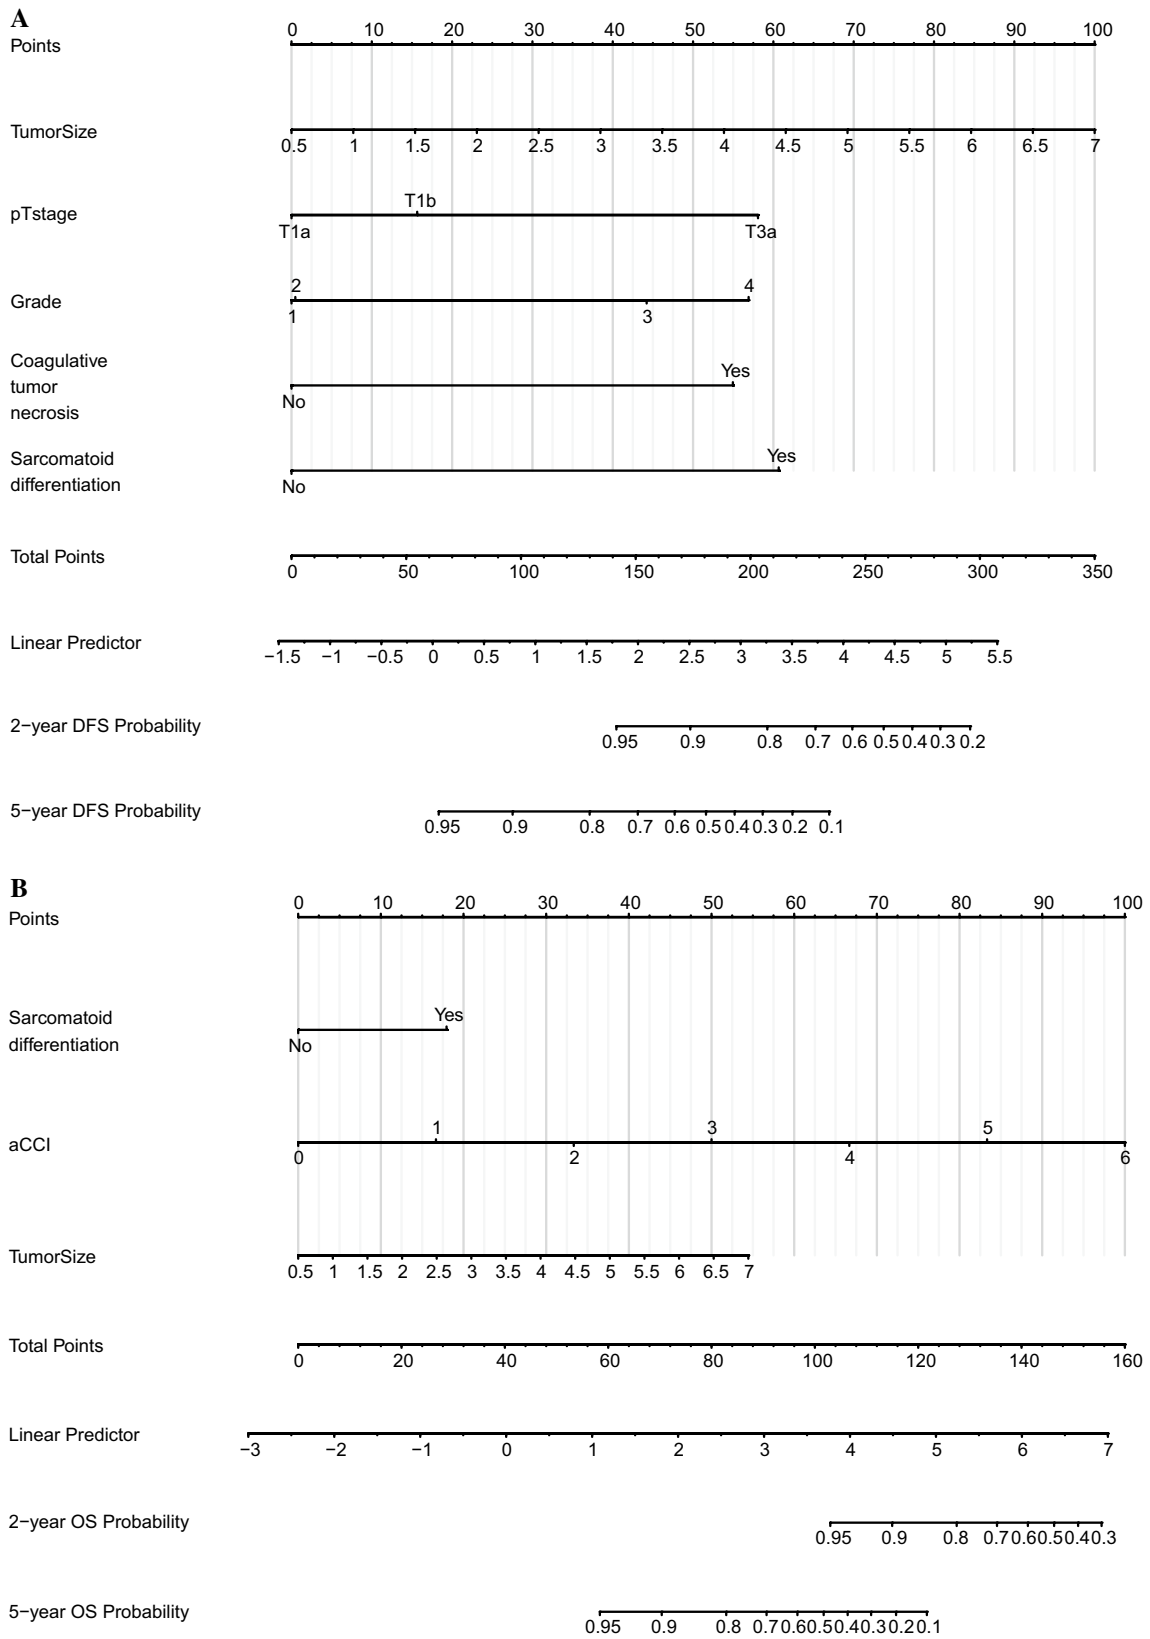 A
0 10 20 30 40 50 60 70 80 90 100
Points
TumorSize
0.5 1 1.5 2 2.5 3 3.5 4 4.5 5 5.5 6 6.5 7
T1b
pTstage
T1a T3a
2 4
Grade
1 3
Coagulative
tumor
necrosis
Yes
No
Sarcomatoid
differentiation
Yes
No
Total Points
0 50 100 150 200 250 300 350
Linear Predictor
−1.5 −1 −0.5 0 0.5 1 1.5 2 2.5 3 3.5 4 4.5 5 5.5
2−year DFS Probability
0.95 0.9 0.8 0.7 0.6 0.5 0.4 0.3 0.2
5−year DFS Probability
0.95 0.9 0.8 0.7 0.6 0.5 0.4 0.3 0.2 0.1
B
0 10 20 30 40 50 60 70 80 90 100
Points
Sarcomatoid
differentiation
Yes
No
1 3 5
aCCI
0 2 4 6
TumorSize
0.5 1 1.5 2 2.5 3 3.5 4 4.5 5 5.5 6 6.5 7
Total Points
0 20 40 60 80 100 120 140 160
Linear Predictor
−3 −2 −1 0 1 2 3 4 5 6 7
2−year OS Probability
0.95 0.9 0.8 0.7 0.6 0.5 0.4 0.3
5−year OS Probability
0.95 0.9 0.8 0.7 0.6 0.5 0.4 0.3 0.2 0.1